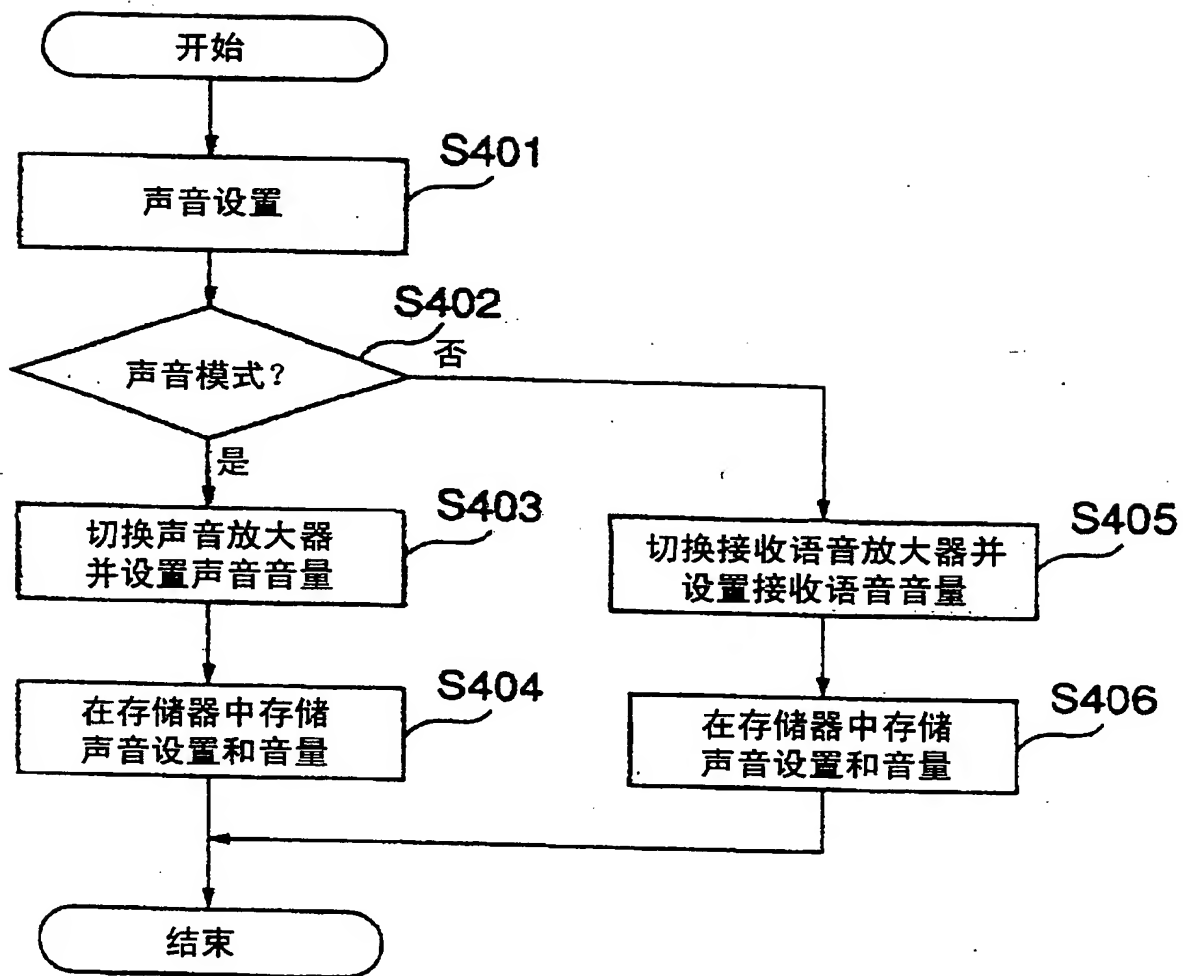 开始
S401
声音设置
S402
声音模式?
否
是
S403
切换声音放大器
并设置声音音量
S405
切换接收语音放大器并
设置接收语音音量
S404
在存储器中存储
声音设置和音量
S406
在存储器中存储
声音设置和音量
结束